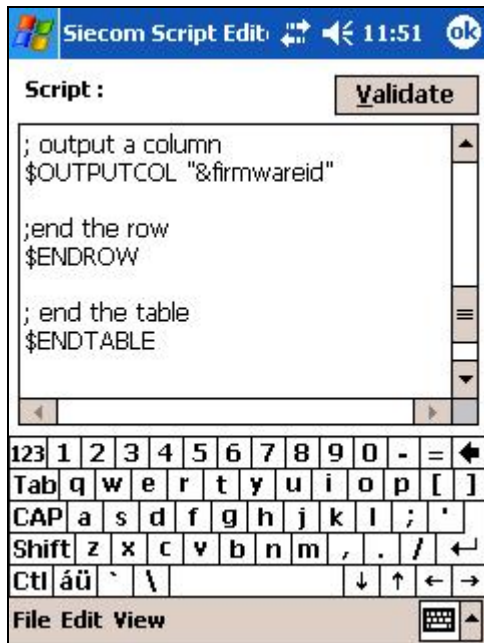 Siecom Script Edit 11:51 ok
Script :
Validate
; output a column
$OUTPUTCOL "&firmwareid"
;end the row
$ENDROW
; end the table
$ENDTABLE
123 1 2 3 4 5 6 7 8 9 0 - =
Tab q w e r t y u i o p [ ]
CAP a s d f g h j k l ; '
Shift z x c v b n m , . /
Ctl áü ` \
File Edit View